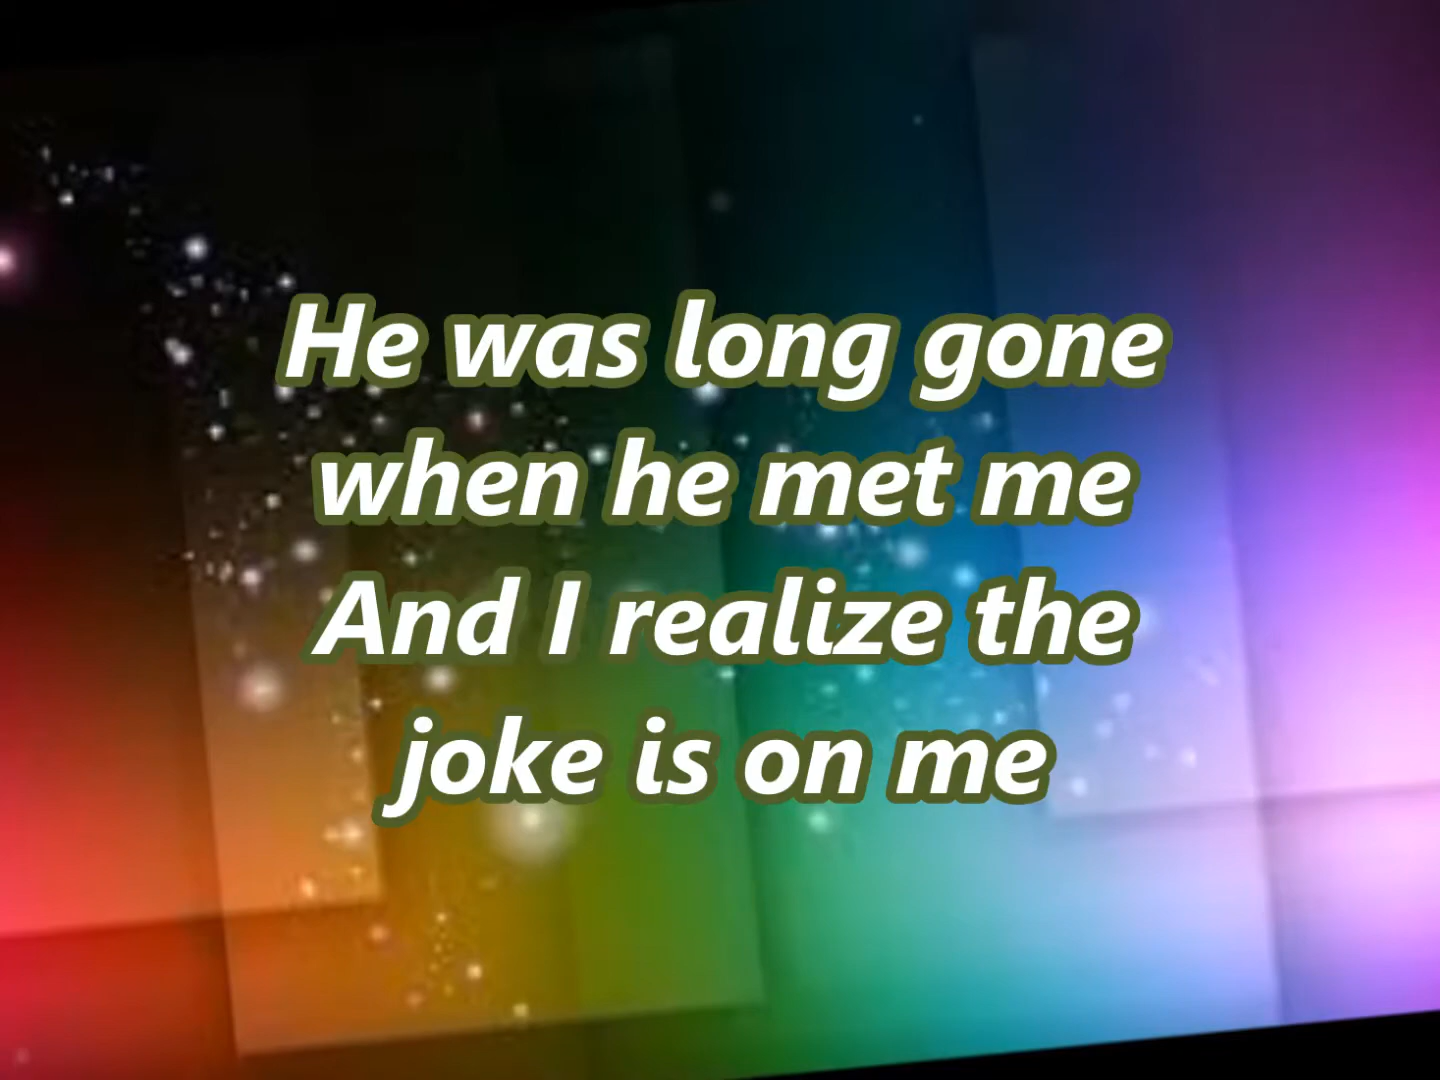 He was long gone
when he met me
And I realize the
joke is on me